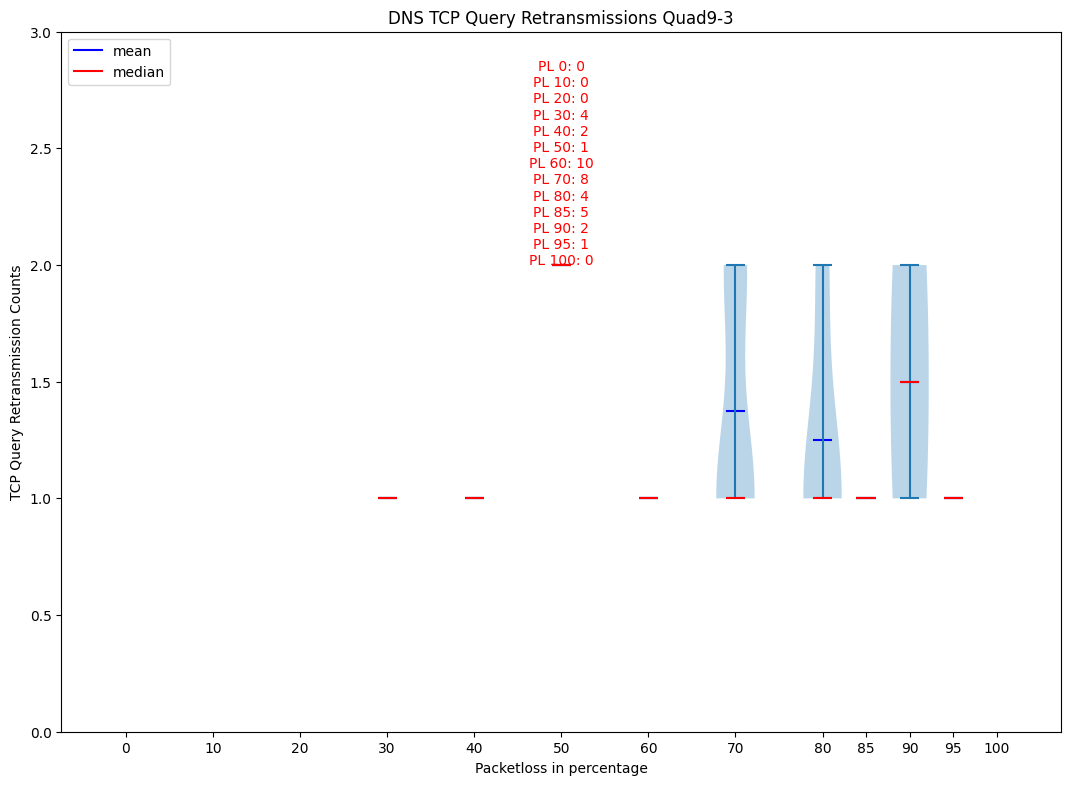 DNS TCP Query Retransmissions Quad9-3
mean
median
PL 0: 0
PL 10: 0
PL 20: 0
PL 30: 4
PL 40: 2
PL 50: 1
PL 60: 10
PL 70: 8
PL 80: 4
PL 85: 5
PL 90: 2
PL 95: 1
PL 100: 0
3.0
2.5
2.0
1.5
1.0
0.5
0.0
TCP Query Retransmission Counts
0 10 20 30 40 50 60 70 80 85 90 95 100
Packetloss in percentage